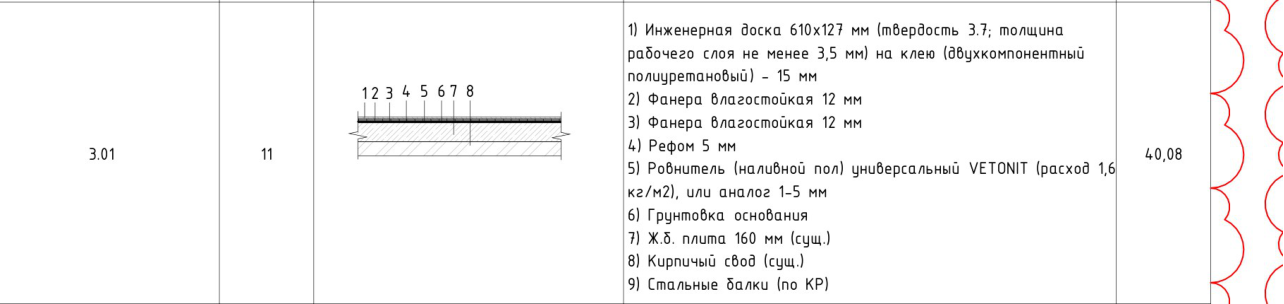 3.01
11
1 2 3 4 5 6 7 8
1) Инженерная доска 610х127 мм (твердость 3.7; толщина
рабочего слоя не менее 3,5 мм) на клею (двухкомпонентный
полиуретановый) - 15 мм
2) Фанера влагостойкая 12 мм
3) Фанера влагостойкая 12 мм
4) Рефом 5 мм
5) Ровнитель (наливной пол) универсальный VETONIT (расход 1,6
кг/м2), или аналог 1-5 мм
6) Грунтовка основания
7) Ж.б. плита 160 мм (сущ.)
8) Кирпичый свод (сущ.)
9) Стальные балки (по КР)
40,08